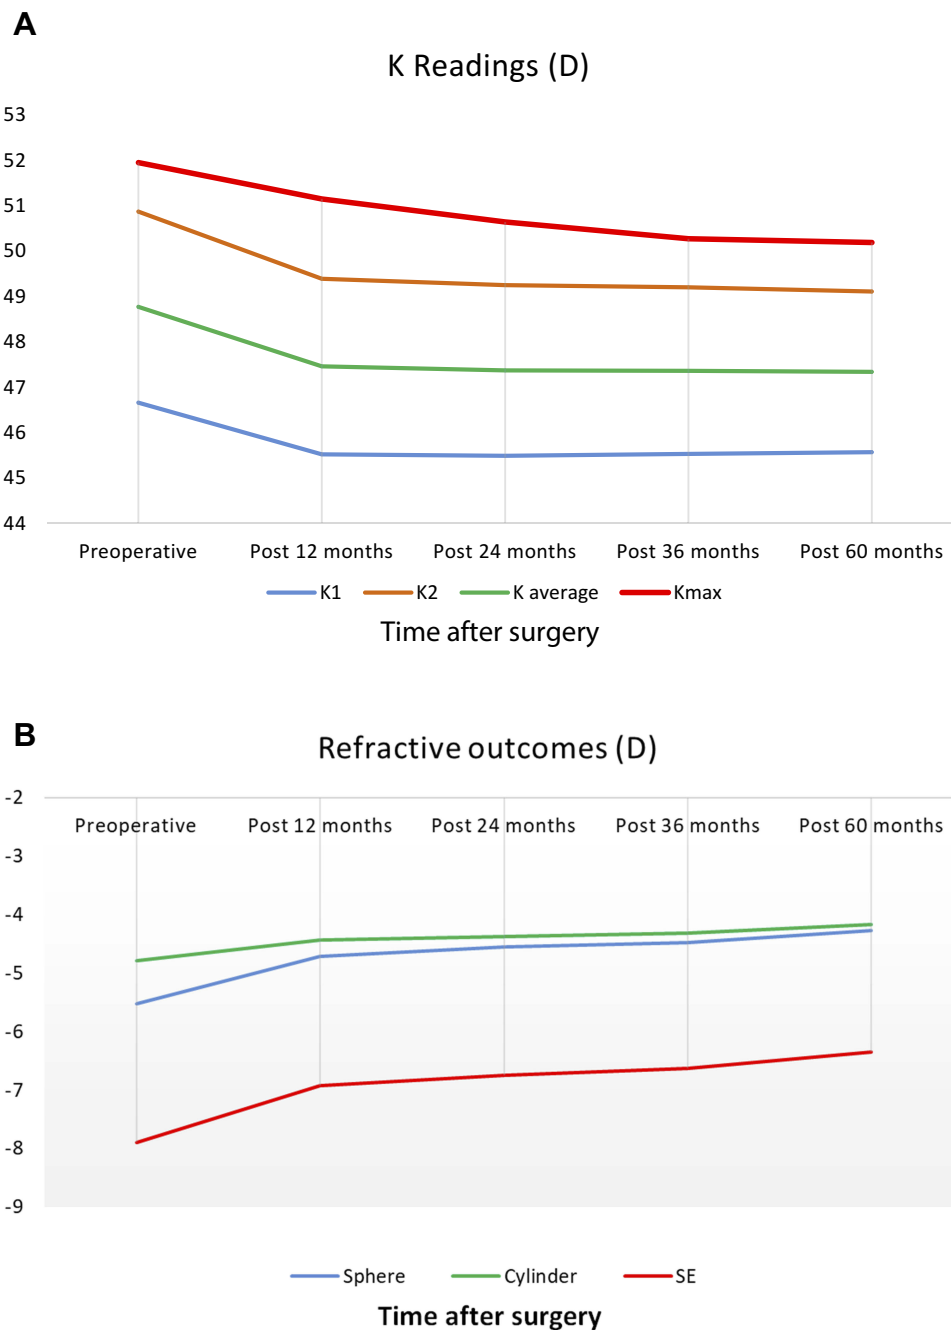 A
K Readings (D)
53
52
51
50
49
48
47
46
45
44
Preoperative Post 12 months Post 24 months Post 36 months Post 60 months
K1 K2 K average Kmax
Time after surgery
B
Refractive outcomes (D)
-2
Preoperative Post 12 months Post 24 months Post 36 months Post 60 months
-3
-4
-5
-6
-7
-8
-9
Sphere Cylinder SE
Time after surgery